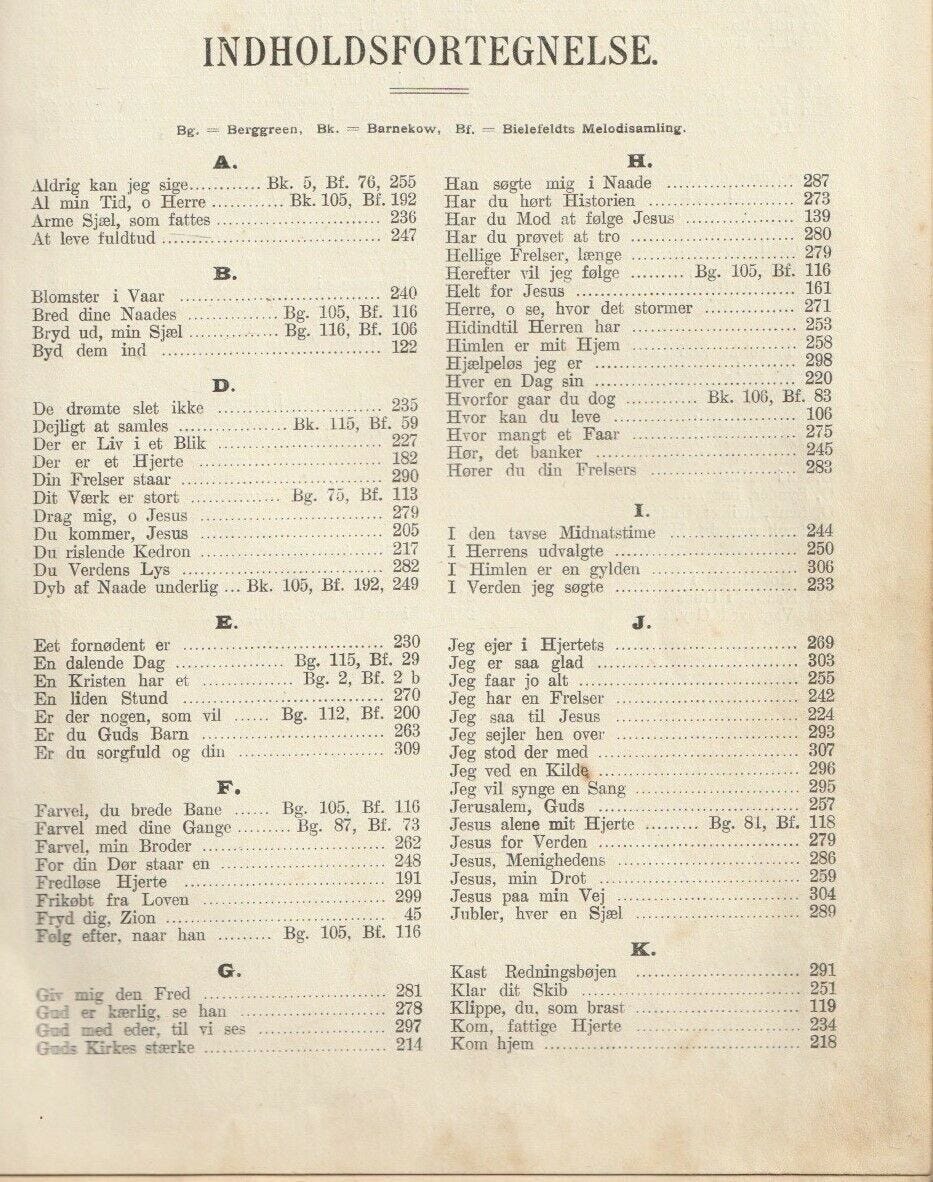 INDHOLDSFORTEGNELSE.
Bg. = Berggreen, Bk. = Barnekow, Bf. = Bielefeldts Melodisamling.
A.
Aldrig kan jeg sige............ Bk. 5, Bf. 76, 255
Al min Tid, o Herre ............ Bk. 105, Bf. 192
Arme Sjæl, som fattes ............ 236
At leve fuldtud ............ 247
B.
Blomster i Vaar ............ 240
Bred dine Naades ............ Bg. 105, Bf. 116
Bryd ud, min Sjæl ............ Bg. 116, Bf. 106
Byd dem ind ............ 122
D.
De drømte slet ikke ............ 235
Dejligt at samles ............ Bk. 115, Bf. 59
Der er Liv i et Blik ............ 227
Der er et Hjerte ............ 182
Din Frelser staar ............ 290
Dit Værk er stort ............ Bg. 75, Bf. 113
Drag mig, o Jesus ............ 279
Du kommer, Jesus ............ 205
Du rislende Kedron ............ 217
Du Verdens Lys ............ 282
Dyb af Naade underlig ... Bk. 105, Bf. 192, 249
E.
Eet fornødent er ............ 230
En dalende Dag ............ Bg. 115, Bf. 29
En Kristen har et ............ Bg. 2, Bf. 2 b
En liden Stund ............ 270
Er der nogen, som vil ...... Bg. 112, Bf. 200
Er du Guds Barn ............ 263
Er du sorgfuld og din ............ 309
F.
Farvel, du brede Bane ...... Bg. 105, Bf. 116
Farvel med dine Gange ......... Bg. 87, Bf. 73
Farvel, min Broder ............ 262
For din Dør staar en ............ 248
Fredløse Hjerte ............ 191
Frikøbt fra Loven ............ 299
Fryd dig, Zion ............ 45
Følg efter, naar han ......... Bg. 105, Bf. 116
G.
Giv mig den Fred ............ 281
Gud er kærlig, se han ............ 278
Gud med eder, til vi ses ............ 297
Guds Kirkes stærke ............ 214
H.
Han søgte mig i Naade ............ 287
Har du hørt Historien ............ 273
Har du Mod at følge Jesus ............ 139
Har du prøvet at tro ............ 280
Hellige Frelser, længe ............ 279
Herefter vil jeg følge ......... Bg. 105, Bf. 116
Helt for Jesus ............ 161
Herre, o se, hvor det stormer ............ 271
Hidindtil Herren har ............ 253
Himlen er mit Hjem ............ 258
Hjælpeløs jeg er ............ 298
Hver en Dag sin ............ 220
Hvorfor gaar du dog ............ Bk. 106, Bf. 83
Hvor kan du leve ............ 106
Hvor mangt et Faar ............ 275
Hør, det banker ............ 245
Hører du din Frelsers ............ 283
I.
I den tavse Midnatstime ............ 244
I Herrens udvalgte ............ 250
I Himlen er en gylden ............ 306
I Verden jeg søgte ............ 233
J.
Jeg ejer i Hjertets ............ 269
Jeg er saa glad ............ 303
Jeg faar jo alt ............ 255
Jeg har en Frelser ............ 242
Jeg saa til Jesus ............ 224
Jeg sejler hen over ............ 293
Jeg stod der med ............ 307
Jeg ved en Kilde ............ 296
Jeg vil synge en Sang ............ 295
Jerusalem, Guds ............ 257
Jesus alene mit Hjerte ......... Bg. 81, Bf. 118
Jesus for Verden ............ 279
Jesus, Menighedens ............ 286
Jesus, min Drot ............ 259
Jesus paa min Vej ............ 304
Jubler, hver en Sjæl ............ 289
K.
Kast Redningsbøjen ............ 291
Klar dit Skib ............ 251
Klippe, du, som brast ............ 119
Kom, fattige Hjerte ............ 234
Kom hjem ............ 218